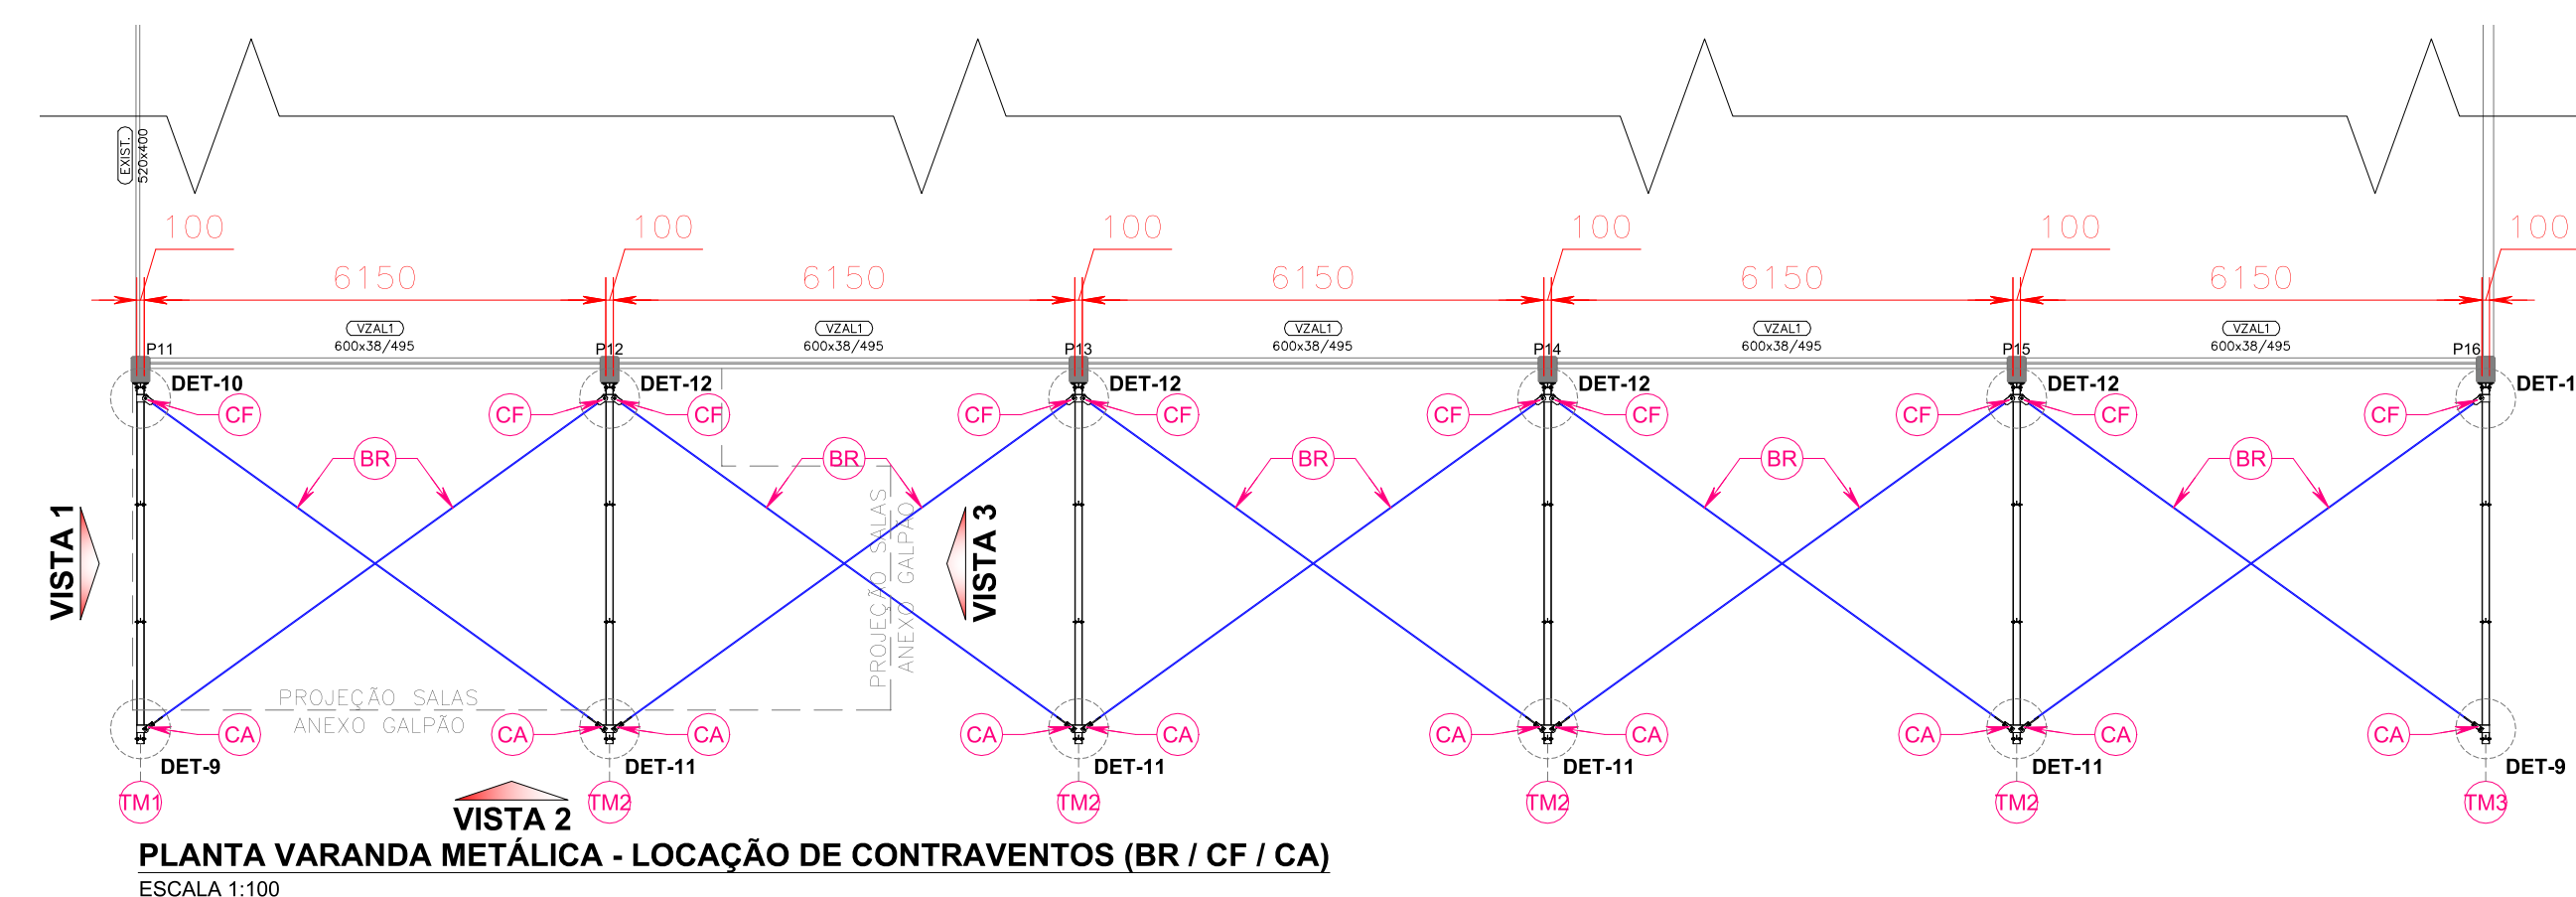 EXIST.
520x400
100 100 100 100 100 100
6150 6150 6150 6150 6150
VZAL1 VZAL1 VZAL1 VZAL1 VZAL1
600x38/495 600x38/495 600x38/495 600x38/495 600x38/495
P11 P12 P13 P14 P15 P16
DET-10 DET-12 DET-12 DET-12 DET-12 DET-1
CF CF CF CF CF CF CF CF CF CF
BR BR BR BR BR
VISTA 1
VISTA 3
PROJEÇÃO SALAS
ANEXO GALPÃO
PROJEÇÃO SALAS
ANEXO GALPÃO
CA CA CA CA CA CA CA CA CA CA
DET-9 DET-11 DET-11 DET-11 DET-11 DET-9
TM1 TM2 TM2 TM2 TM2 TM3
VISTA 2
PLANTA VARANDA METÁLICA - LOCAÇÃO DE CONTRAVENTOS (BR / CF / CA)
ESCALA 1:100